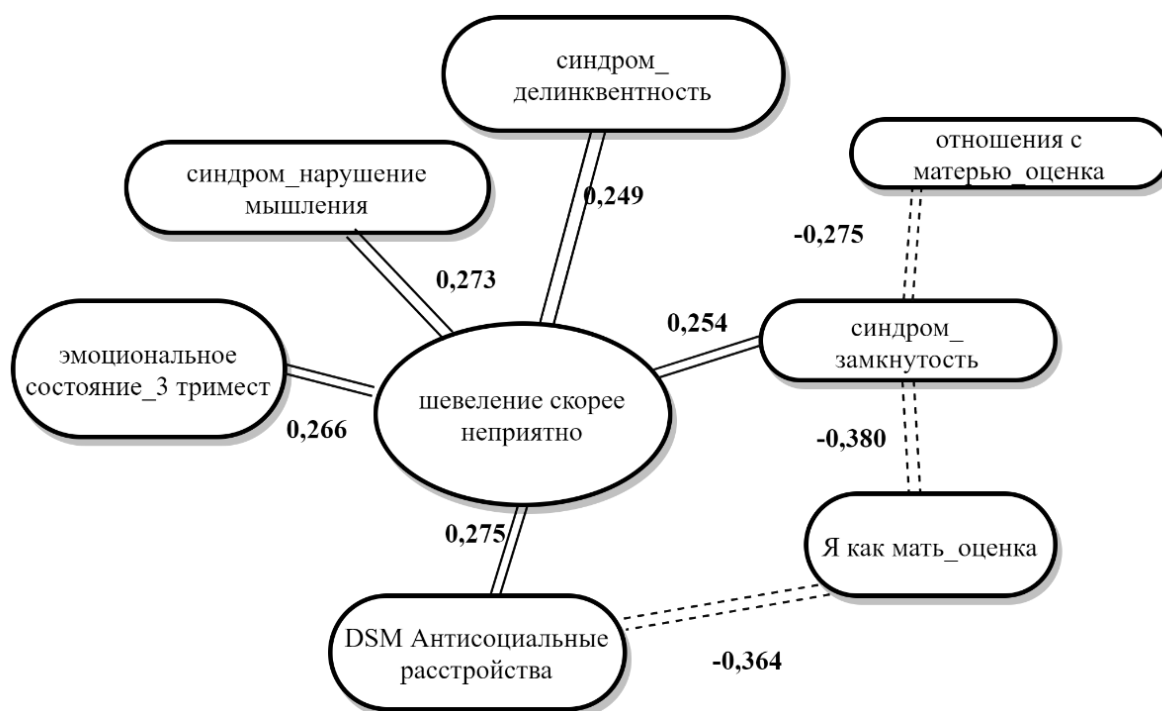 синдром_
делинквентность
отношения с
матерью_оценка
синдром_нарушение
мышления
0,249
-0,275
0,273
эмоциональное
состояние_3 тримест
0,254
синдром_
замкнутость
шевеление скорее
неприятно
0,266
-0,380
0,275
Я как мать_оценка
DSM Антисоциальные
расстройства
-0,364